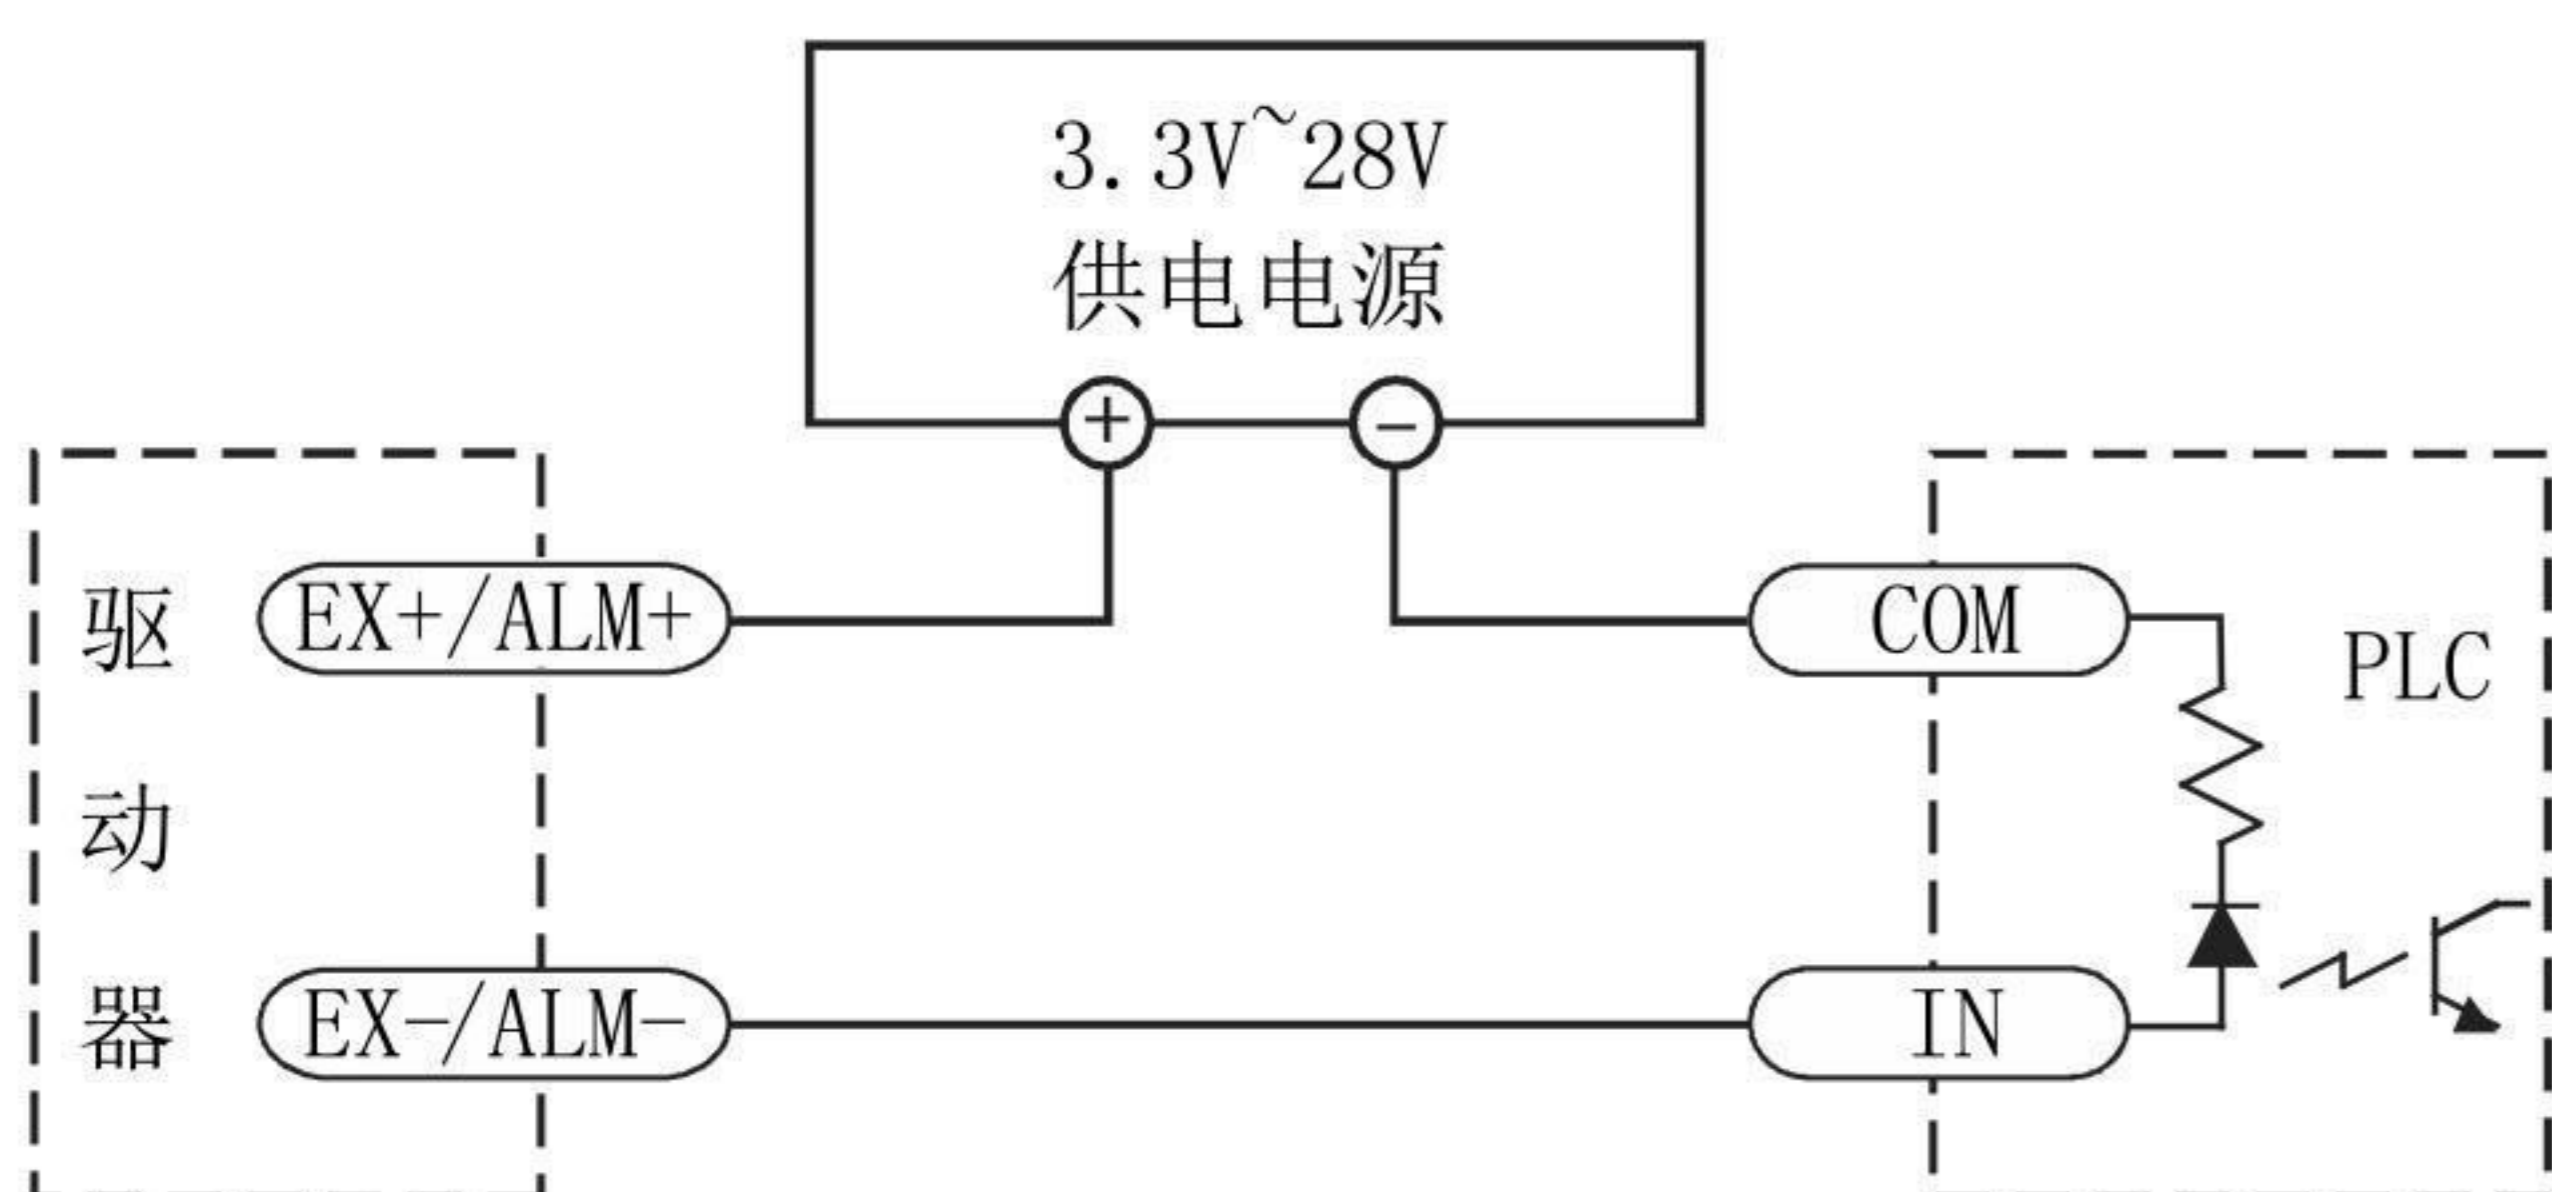 3.3V~28V
供电电源
+
−
驱动器
EX+/ALM+
EX-/ALM-
COM
IN
PLC